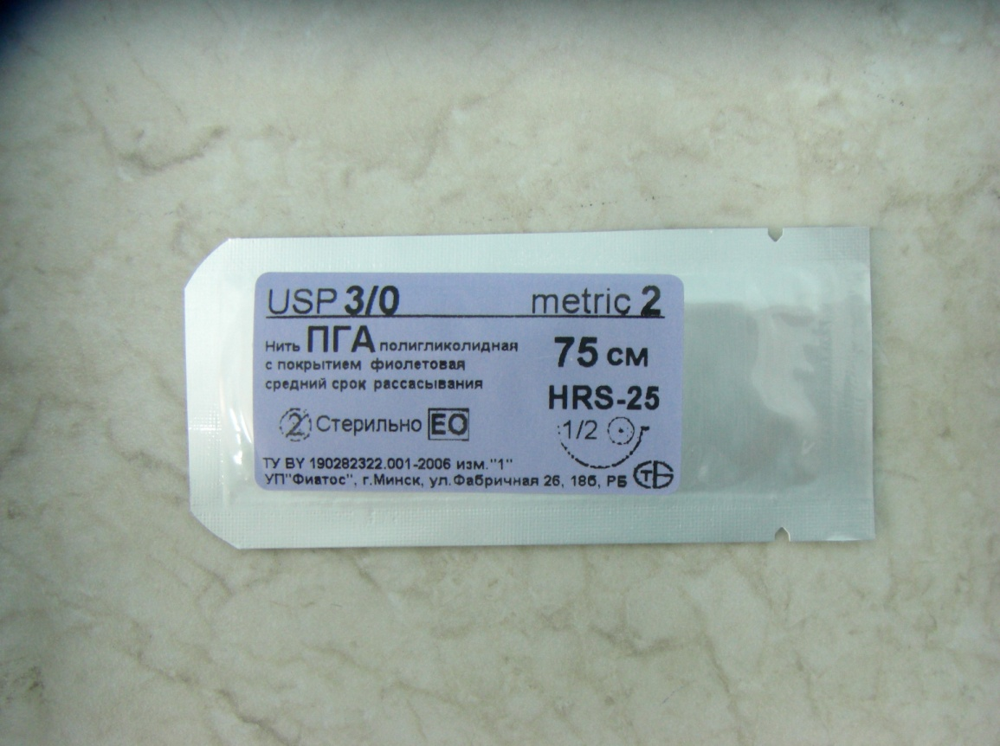 USP 3/0 metric 2
Нить ПГА полигликолидная
с покрытием фиолетовая
средний срок рассасывания
75 см
HRS-25
1/2
2 Стерильно EO
ТУ BY 190282322.001-2006 изм."1"
УП"Фиатос", г.Минск, ул.Фабричная 26, 18б, РБ